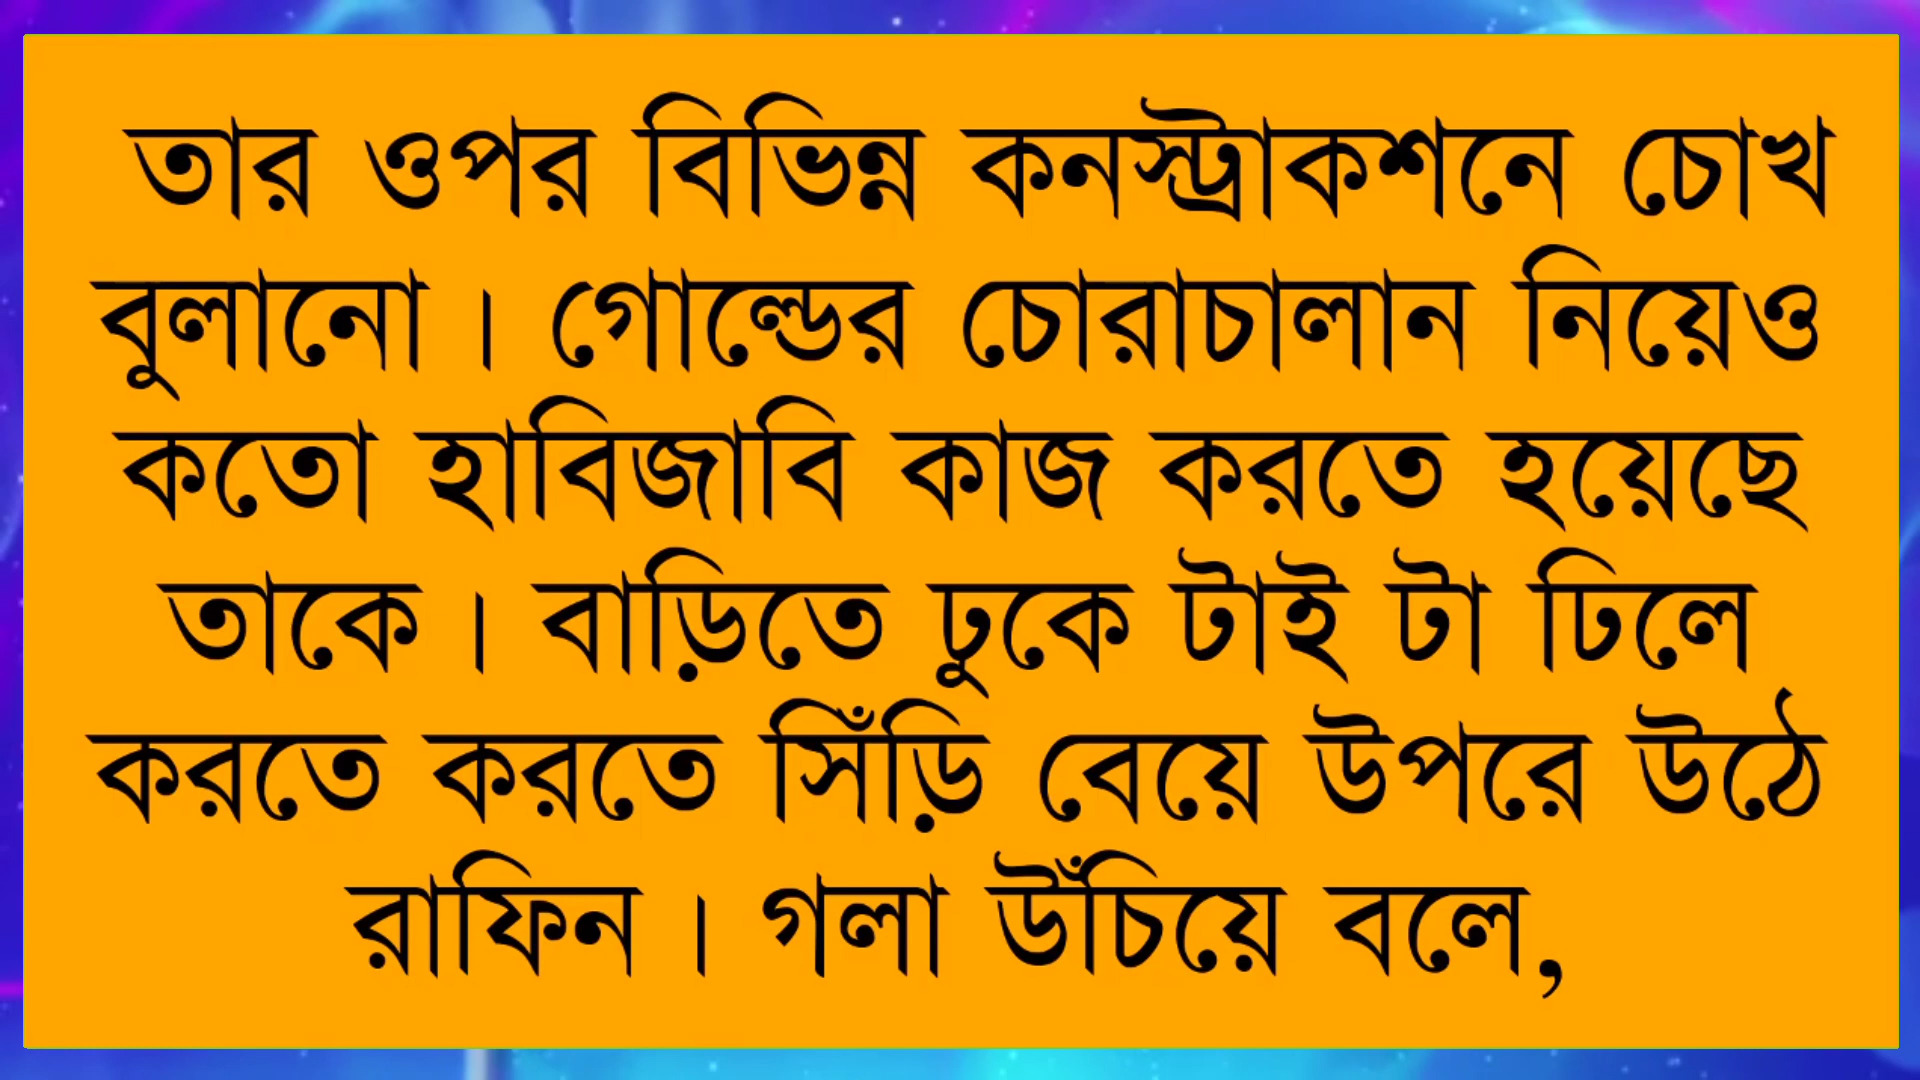 তার ওপর বিভিন্ন কনস্ট্রাকশনে চোখ
বুলানো। গোল্ডের চোরাচালান নিয়েও
কতো হাবিজাবি কাজ করতে হয়েছে
তাকে। বাড়িতে ঢুকে টাই টা ঢিলে
করতে করতে সিঁড়ি বেয়ে উপরে উঠে
রাফিন। গলা উঁচিয়ে বলে,